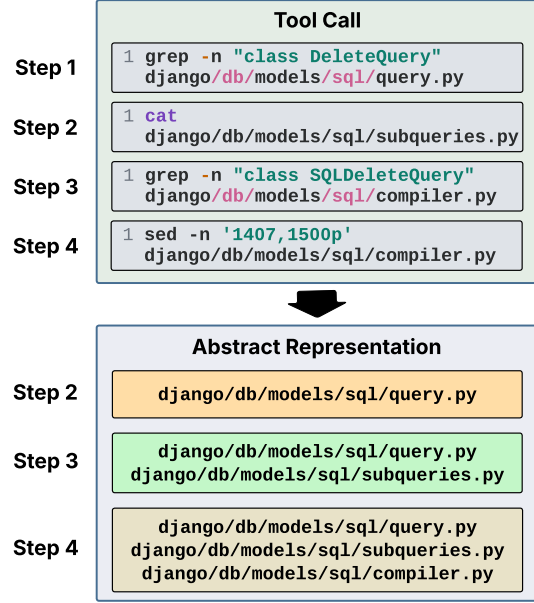 Tool Call
Step 1
1 grep -n "class DeleteQuery"
django/db/models/sql/query.py
Step 2
1 cat
django/db/models/sql/subqueries.py
Step 3
1 grep -n "class SQLDeleteQuery"
django/db/models/sql/compiler.py
Step 4
1 sed -n '1407,1500p'
django/db/models/sql/compiler.py
Abstract Representation
Step 2
django/db/models/sql/query.py
Step 3
django/db/models/sql/query.py
django/db/models/sql/subqueries.py
Step 4
django/db/models/sql/query.py
django/db/models/sql/subqueries.py
django/db/models/sql/compiler.py